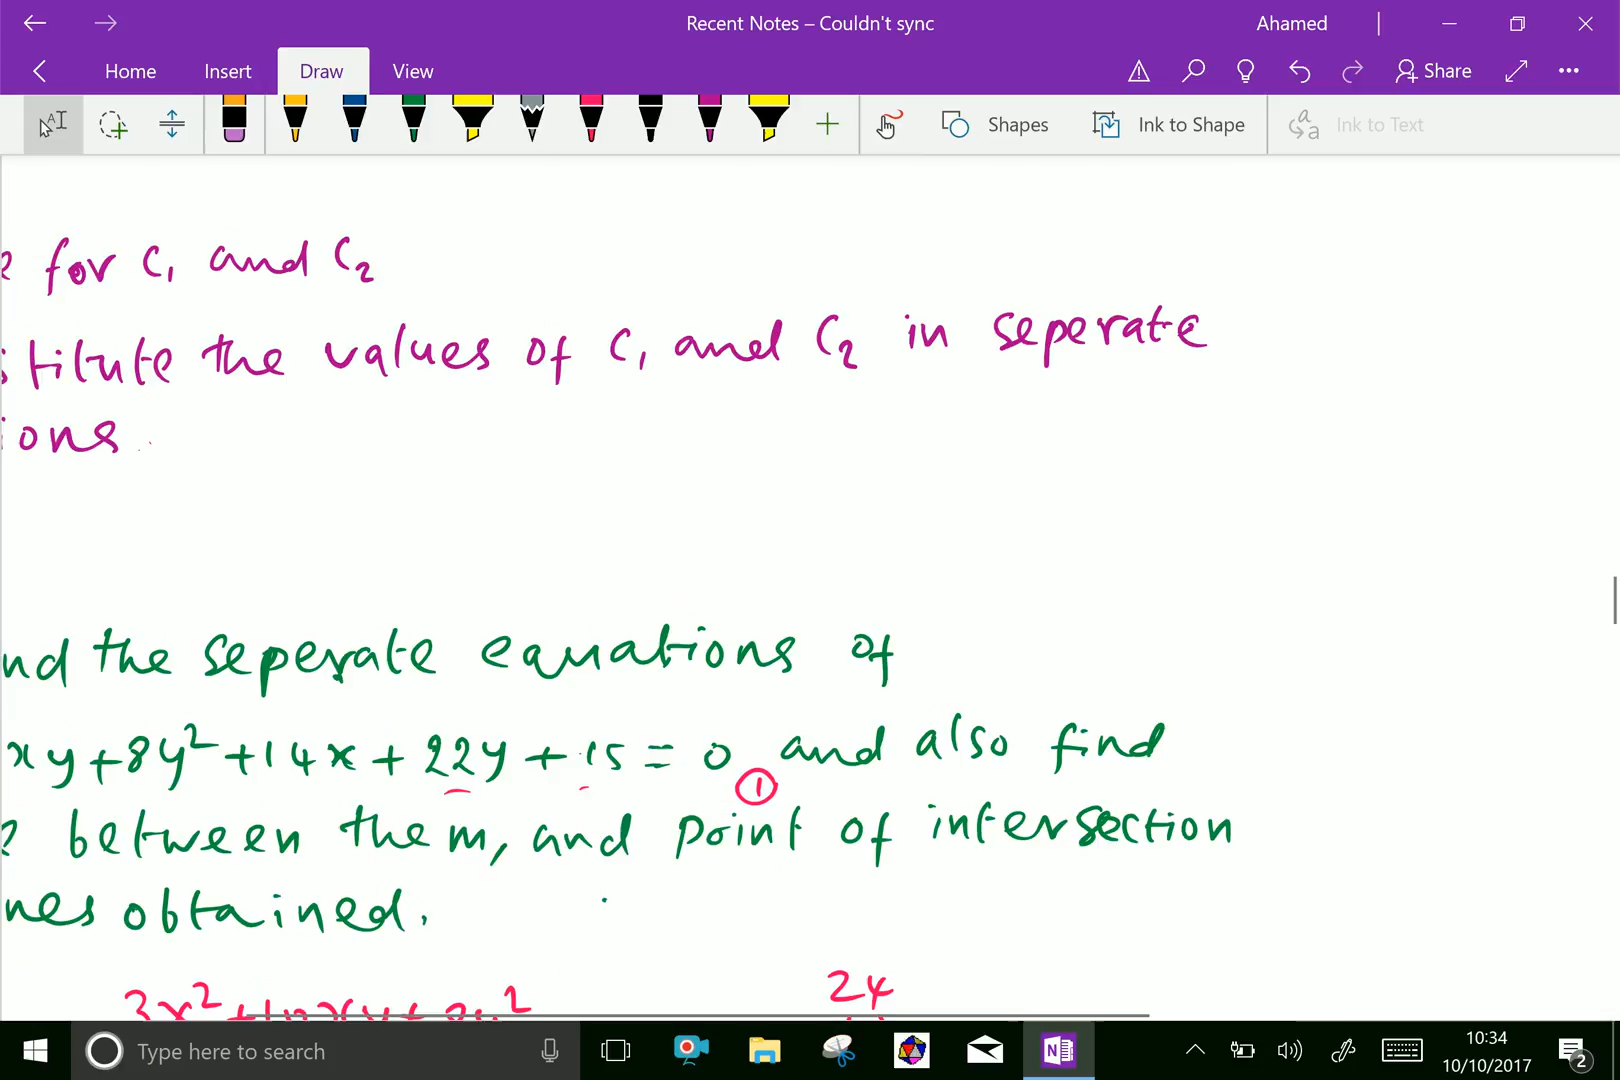 Recent Notes – Couldn't sync
Ahamed
Home Insert Draw View
Share
Shapes
Ink to Shape
Ink to Text
for C₁ and C₂
stitute the values of C₁ and C₂ in seperate
ions.
nd the seperate equations of
xy+8y²+14x+22y+15=0 and also find
①
between them, and point of intersection
nes obtained.
3x²+10xy+8y²
24
Type here to search
10:34
10/10/2017
2